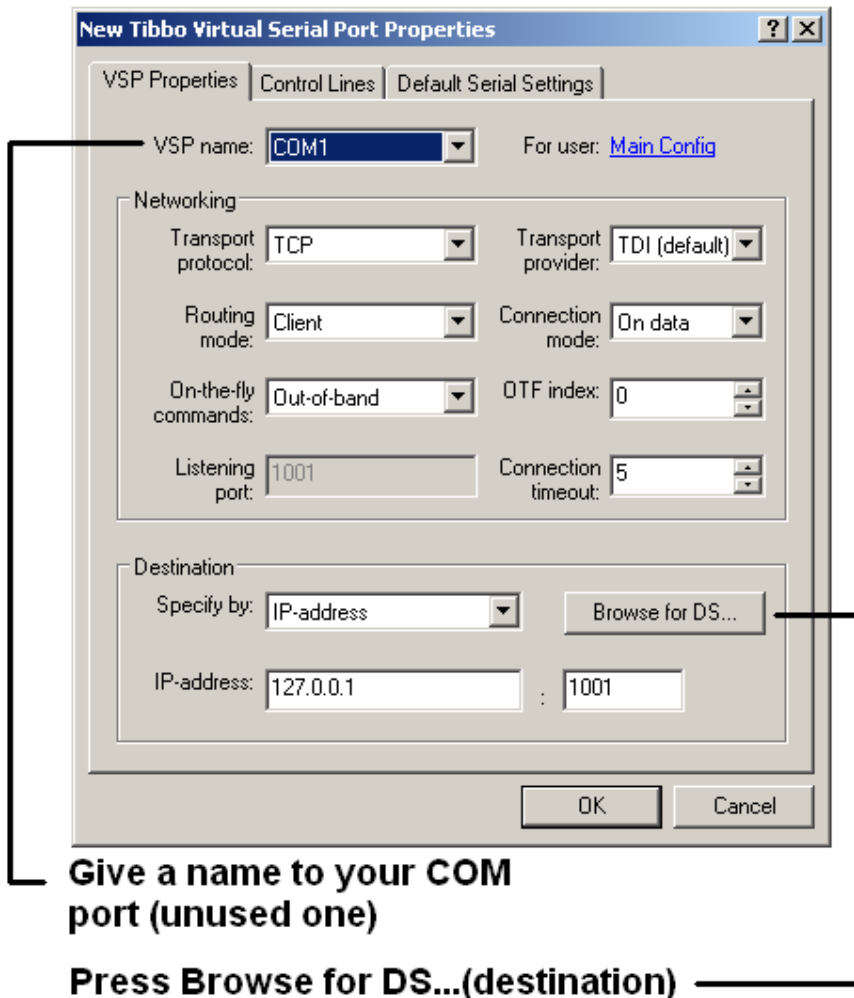 New Tibbo Virtual Serial Port Properties
VSP Properties Control Lines Default Serial Settings
VSP name: COM1 For user: Main Config
Networking
Transport protocol: TCP Transport provider: TDI (default)
Routing mode: Client Connection mode: On data
On-the-fly commands: Out-of-band OTF index: 0
Listening port: 1001 Connection timeout: 5
Destination
Specify by: IP-address Browse for DS...
IP-address: 127.0.0.1 : 1001
OK Cancel
Give a name to your COM
port (unused one)
Press Browse for DS...(destination)